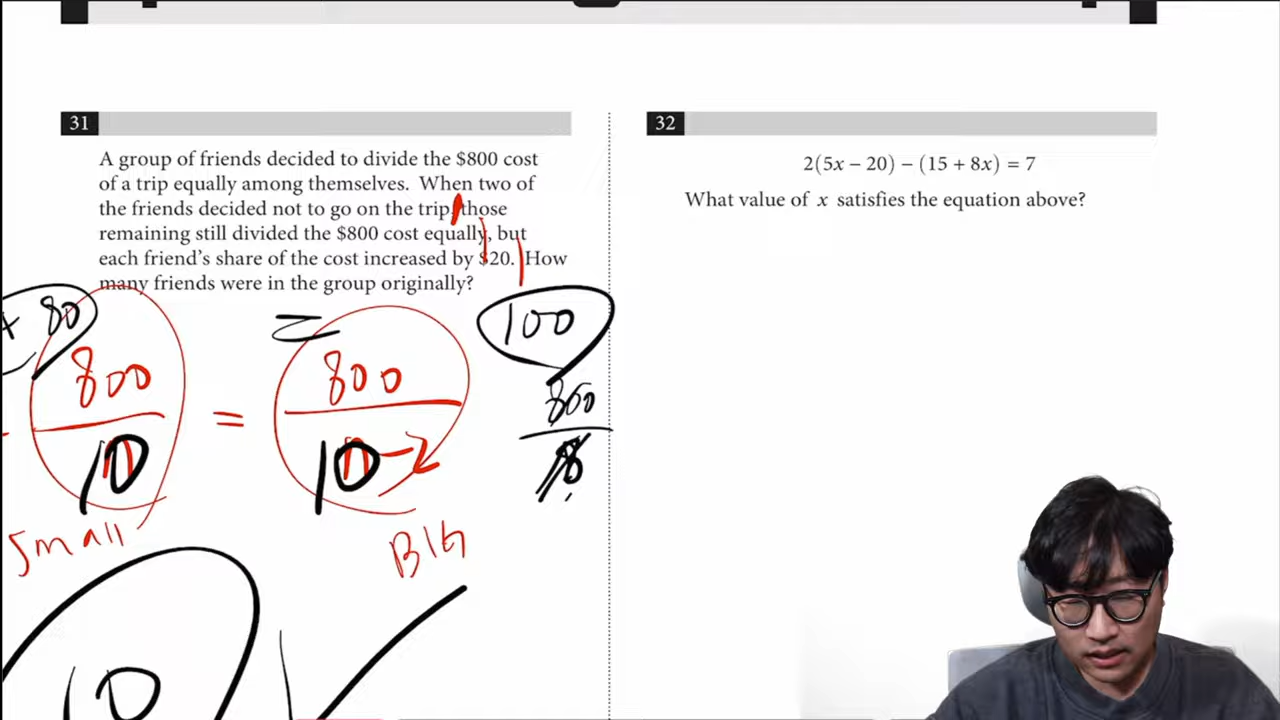 31
A group of friends decided to divide the $800 cost
of a trip equally among themselves. When two of
the friends decided not to go on the trip, those
remaining still divided the $800 cost equally, but
each friend's share of the cost increased by $20. How
many friends were in the group originally?
+ 80
=
100
800
=
800
800
10
10 - 2
Small
BIG
10
32
2(5x − 20) − (15 + 8x) = 7
What value of x satisfies the equation above?